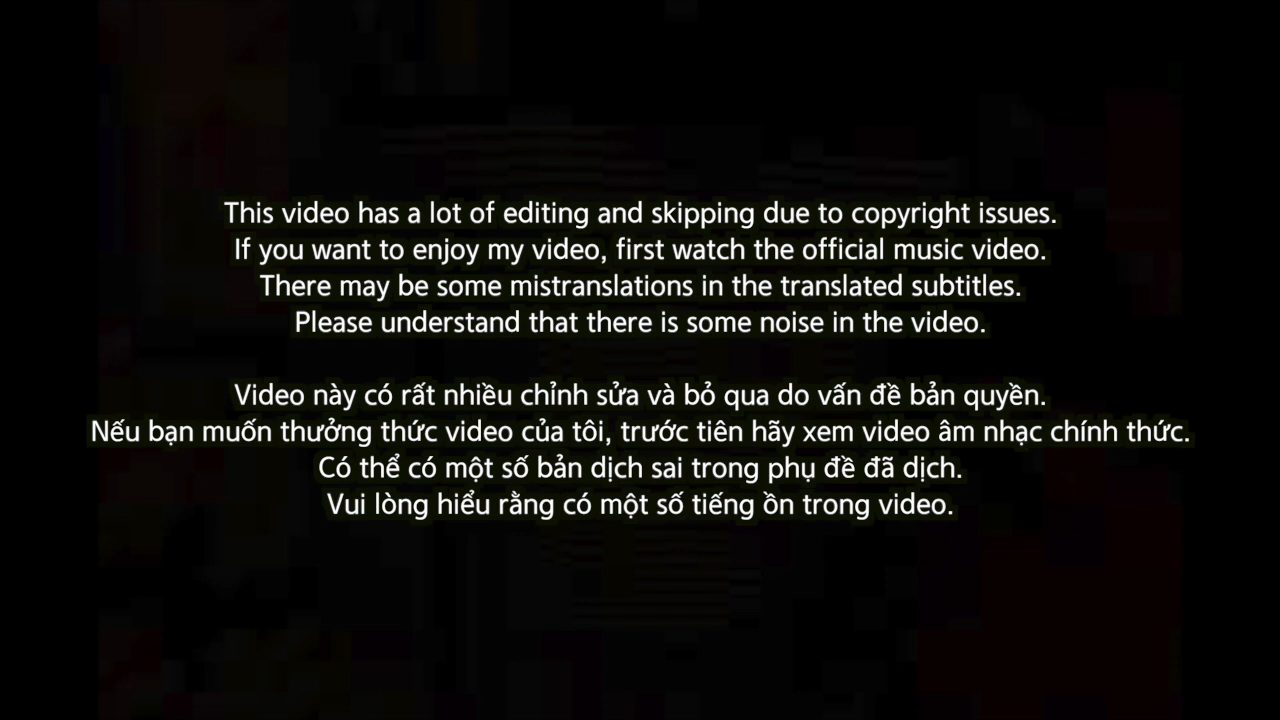 This video has a lot of editing and skipping due to copyright issues.
If you want to enjoy my video, first watch the official music video.
There may be some mistranslations in the translated subtitles.
Please understand that there is some noise in the video.
Video này có rất nhiều chỉnh sửa và bỏ qua do vấn đề bản quyền.
Nếu bạn muốn thưởng thức video của tôi, trước tiên hãy xem video âm nhạc chính thức.
Có thể có một số bản dịch sai trong phụ đề đã dịch.
Vui lòng hiểu rằng có một số tiếng ồn trong video.